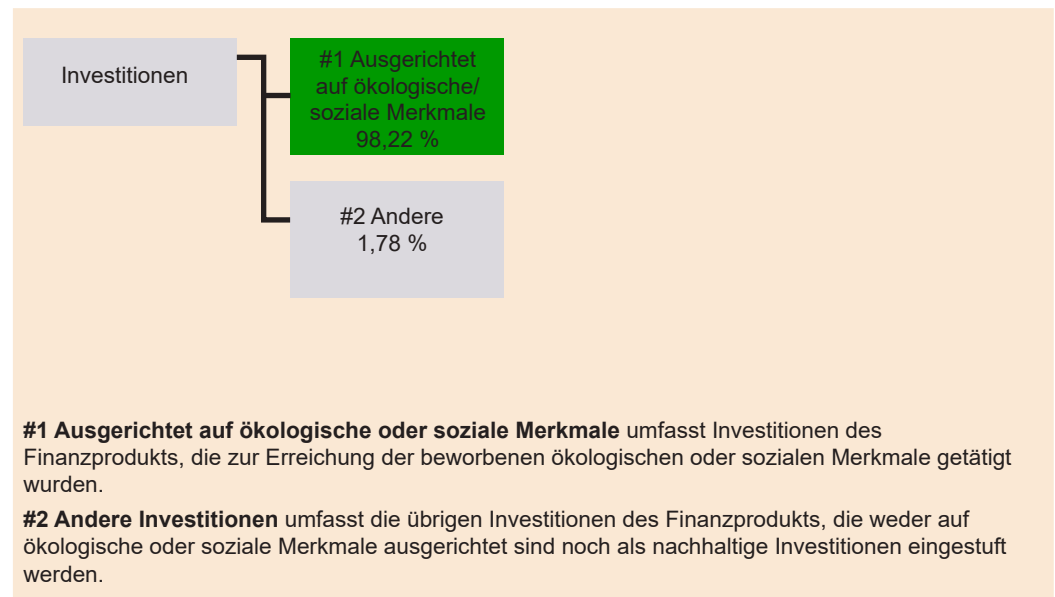 Investitionen
#1 Ausgerichtet
auf ökologische/
soziale Merkmale
98,22 %
#2 Andere
1,78 %
#1 Ausgerichtet auf ökologische oder soziale Merkmale umfasst Investitionen des
Finanzprodukts, die zur Erreichung der beworbenen ökologischen oder sozialen Merkmale getätigt
wurden.
#2 Andere Investitionen umfasst die übrigen Investitionen des Finanzprodukts, die weder auf
ökologische oder soziale Merkmale ausgerichtet sind noch als nachhaltige Investitionen eingestuft
werden.